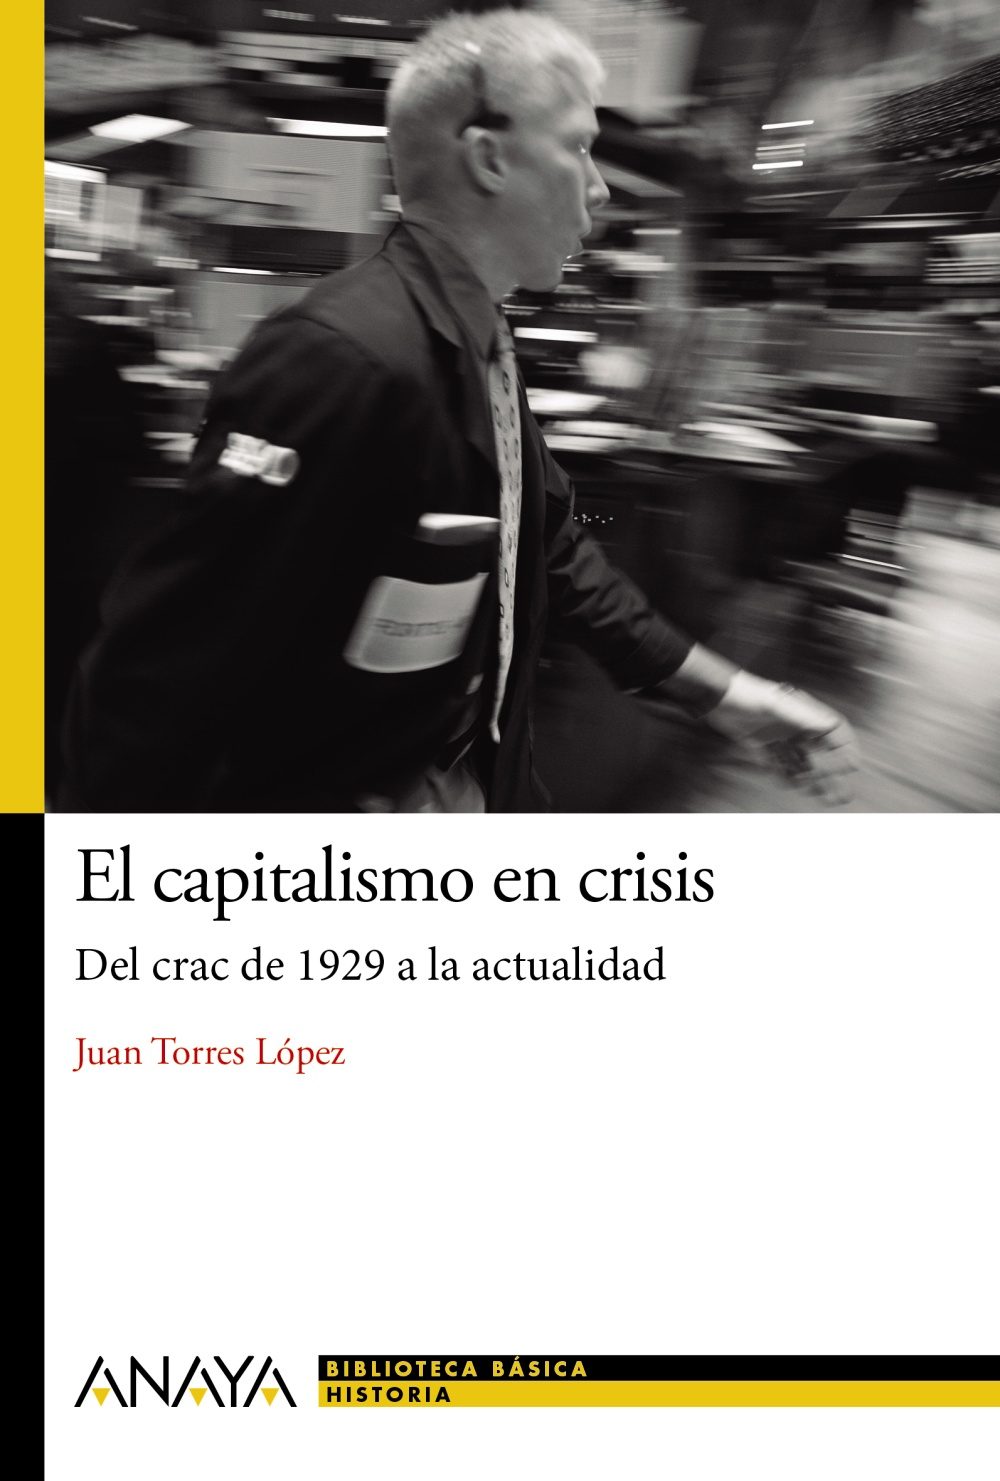 El capitalismo en crisis
Del crac de 1929 a la actualidad
Juan Torres López
ANAYA
BIBLIOTECA BÁSICA
HISTORIA